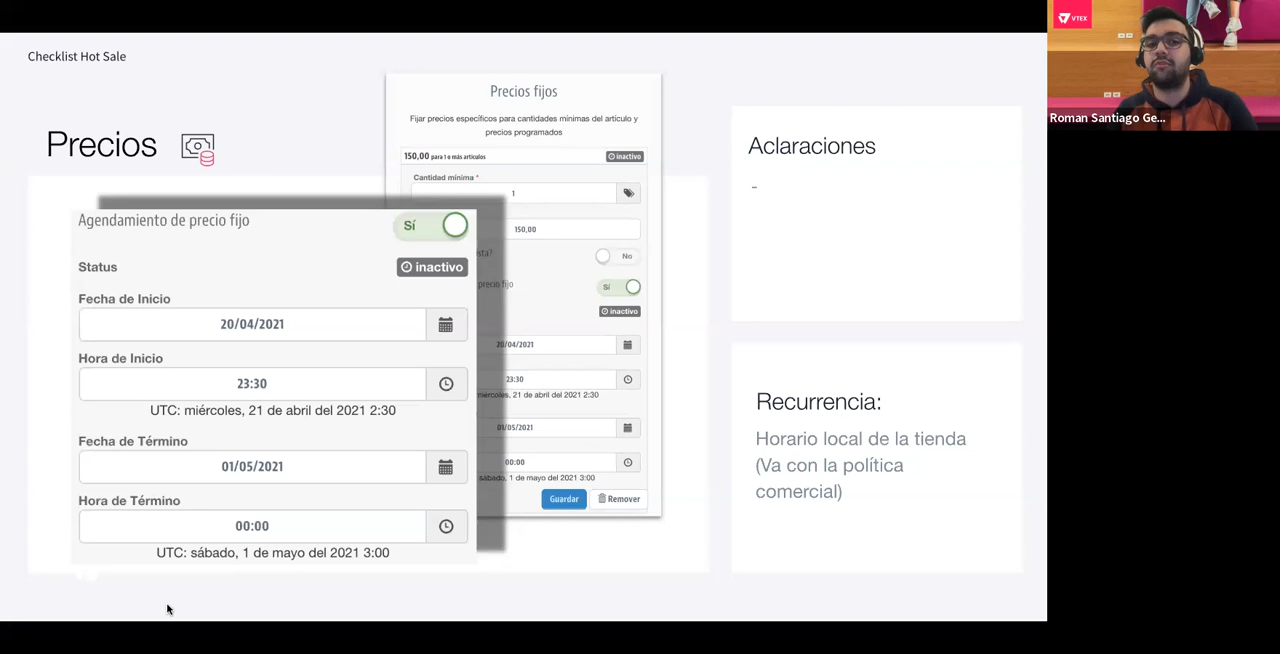 Checklist Hot Sale
Precios
Precios fijos
Fijar precios específicos para cantidades mínimas del artículo y
precios programados
150,00 para 1 o más artículos
inactivo
Cantidad mínima *
1
150,00
No
precio fijo
Sí
inactivo
20/04/2021
23:30
miércoles, 21 de abril del 2021 2:30
01/05/2021
00:00
sábado, 1 de mayo del 2021 3:00
Guardar
Remover
Agendamiento de precio fijo
Sí
Status
inactivo
Fecha de Inicio
20/04/2021
Hora de Inicio
23:30
UTC: miércoles, 21 de abril del 2021 2:30
Fecha de Término
01/05/2021
Hora de Término
00:00
UTC: sábado, 1 de mayo del 2021 3:00
Aclaraciones
-
Recurrencia:
Horario local de la tienda
(Va con la política
comercial)
VTEX
Roman Santiago Ge...